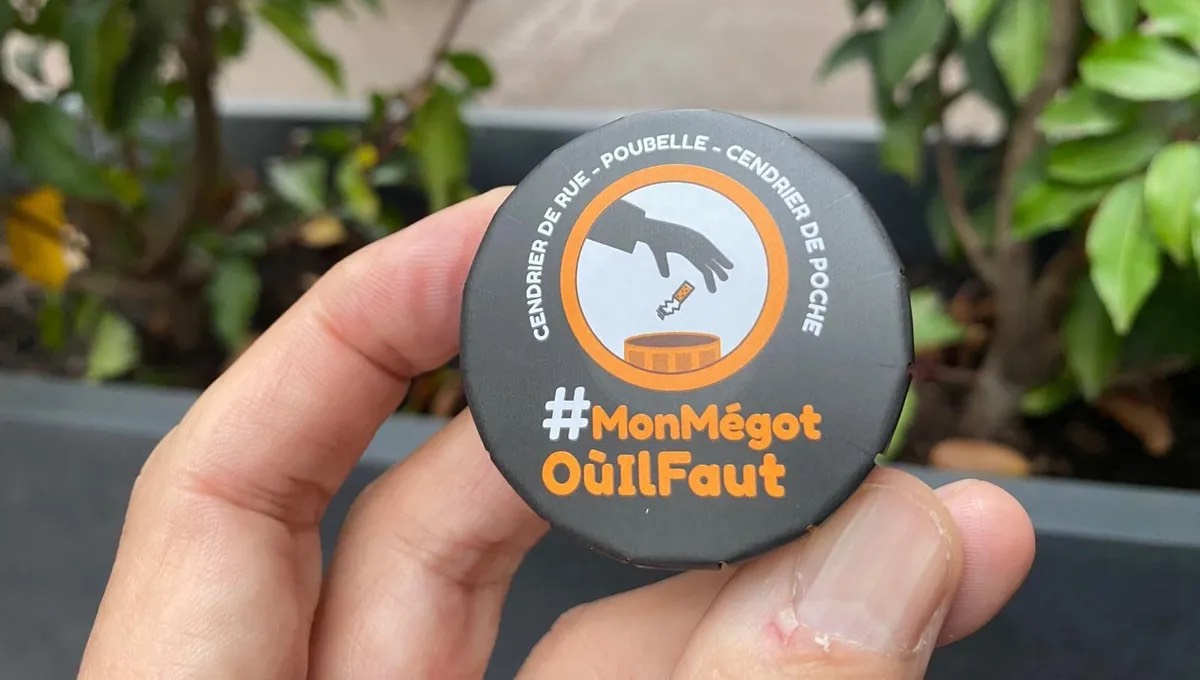 CENDRIER DE RUE - POUBELLE - CENDRIER DE POCHE
#MonMégot
OùIlFaut